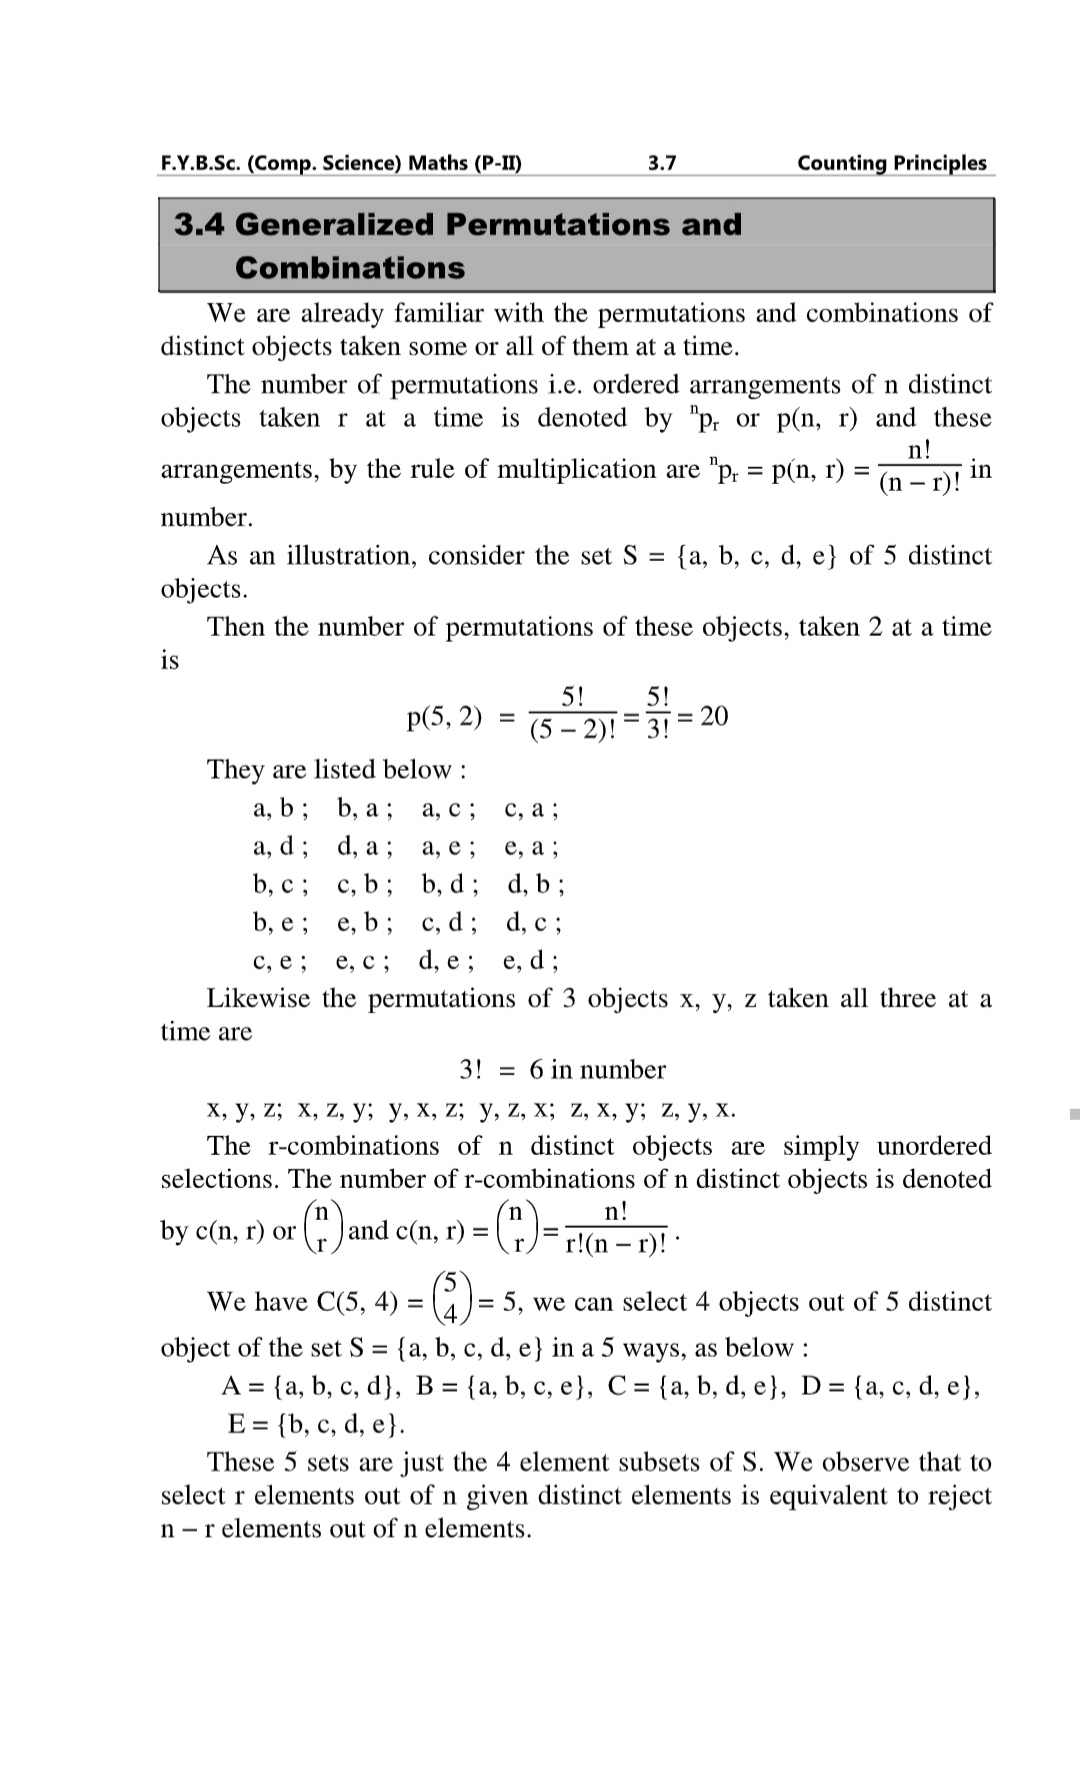 F.Y.B.Sc. (Comp. Science) Maths (P-II) 3.7 Counting Principles
3.4 Generalized Permutations and
Combinations
We are already familiar with the permutations and combinations of
distinct objects taken some or all of them at a time.
The number of permutations i.e. ordered arrangements of n distinct
objects taken r at a time is denoted by ⁿpᵣ or p(n, r) and these
arrangements, by the rule of multiplication are ⁿpᵣ = p(n, r) = n!/(n – r)! in
number.
As an illustration, consider the set S = {a, b, c, d, e} of 5 distinct
objects.
Then the number of permutations of these objects, taken 2 at a time
is
p(5, 2) = 5!/(5 – 2)! = 5!/3! = 20
They are listed below :
a, b ; b, a ; a, c ; c, a ;
a, d ; d, a ; a, e ; e, a ;
b, c ; c, b ; b, d ; d, b ;
b, e ; e, b ; c, d ; d, c ;
c, e ; e, c ; d, e ; e, d ;
Likewise the permutations of 3 objects x, y, z taken all three at a
time are
3! = 6 in number
x, y, z; x, z, y; y, x, z; y, z, x; z, x, y; z, y, x.
The r-combinations of n distinct objects are simply unordered
selections. The number of r-combinations of n distinct objects is denoted
by c(n, r) or (n r) and c(n, r) = (n r) = n!/r!(n – r)! .
We have C(5, 4) = (5 4) = 5, we can select 4 objects out of 5 distinct
object of the set S = {a, b, c, d, e} in a 5 ways, as below :
A = {a, b, c, d}, B = {a, b, c, e}, C = {a, b, d, e}, D = {a, c, d, e},
E = {b, c, d, e}.
These 5 sets are just the 4 element subsets of S. We observe that to
select r elements out of n given distinct elements is equivalent to reject
n – r elements out of n elements.